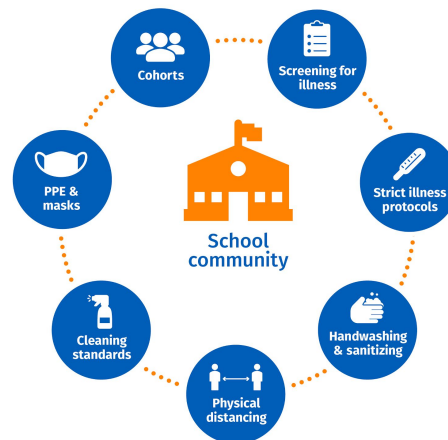 Cohorts
Screening for
illness
PPE &
masks
Strict illness
protocols
School
community
Cleaning
standards
Handwashing
& sanitizing
Physical
distancing